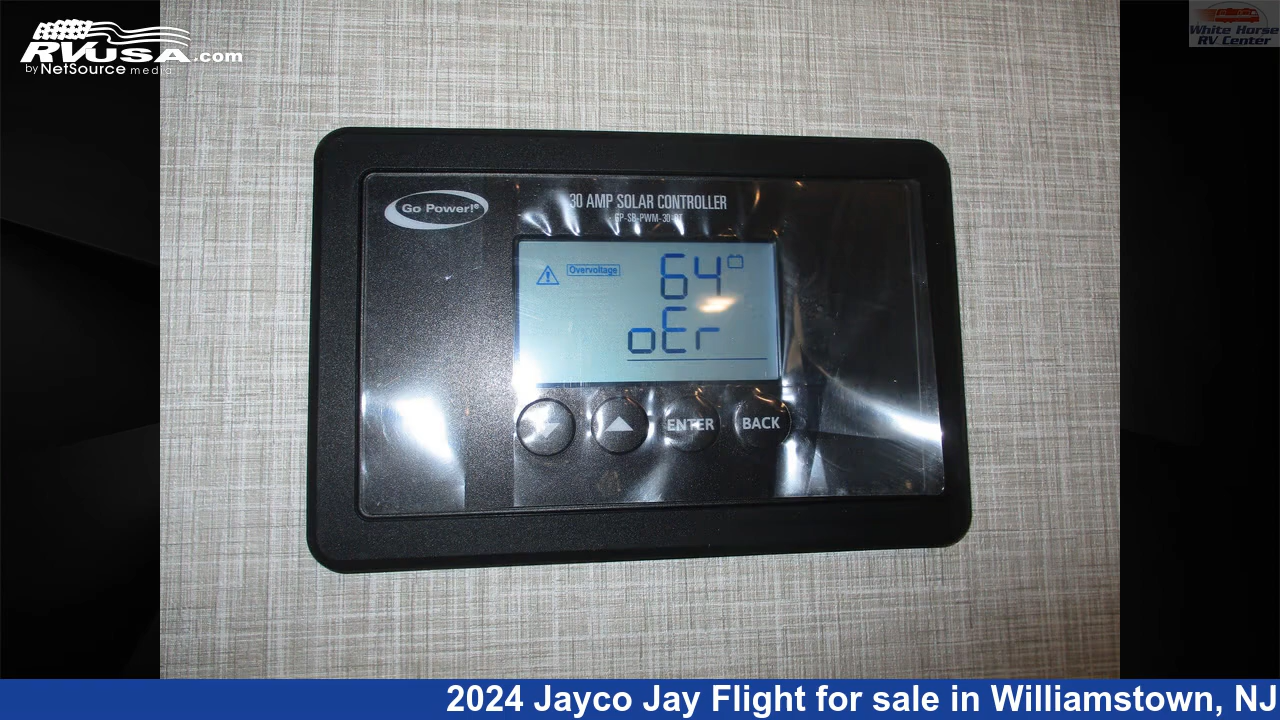 RVUSA.com
by NetSource media
White Horse
RV Center
Go Power!®
30 AMP SOLAR CONTROLLER
Overvoltage
64
oEr
ENTER
BACK
2024 Jayco Jay Flight for sale in Williamstown, NJ